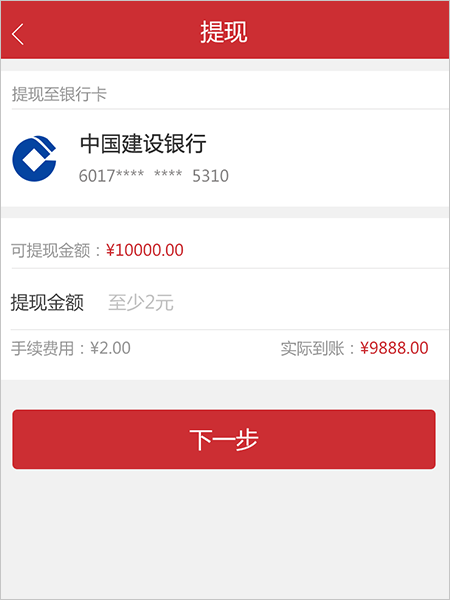 提现
提现至银行卡
中国建设银行
6017**** **** 5310
可提现金额：¥10000.00
提现金额 至少2元
手续费用：¥2.00 实际到账：¥9888.00
下一步